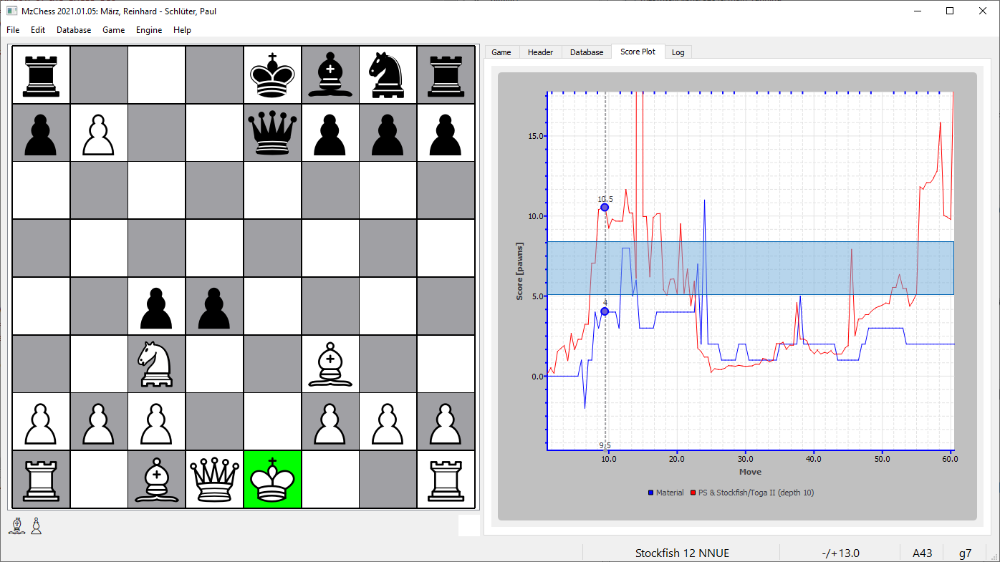 MzChess 2021.01.05: März, Reinhard - Schlüter, Paul
File Edit Database Game Engine Help
Game Header Database Score Plot Log
15.0
10.5
10.0
Score [pawns]
5.0
4
0.0
9.5
10.0 20.0 30.0 40.0 50.0 60.0
Move
Material PS & Stockfish/Toga II (depth 10)
Stockfish 12 NNUE -/+13.0 A43 g7